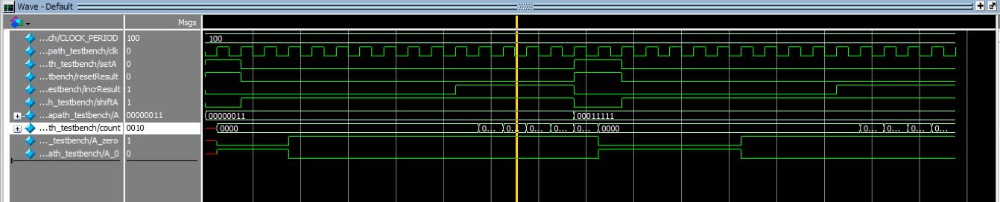 Wave - Default
Msgs
...ch/CLOCK_PERIOD 100 100
...path_testbench/clk 0
...th_testbench/setA 0
...tbench/resetResult 0
...estbench/incrResult 1
...h_testbench/shiftA 1
...apath_testbench/A 00000011 00000011 00011111
...th_testbench/count 0010 0000 0... 0... 0... 0... 0... 0000 0... 0... 0... 0...
..._testbench/A_zero 1
...ath_testbench/A_0 0